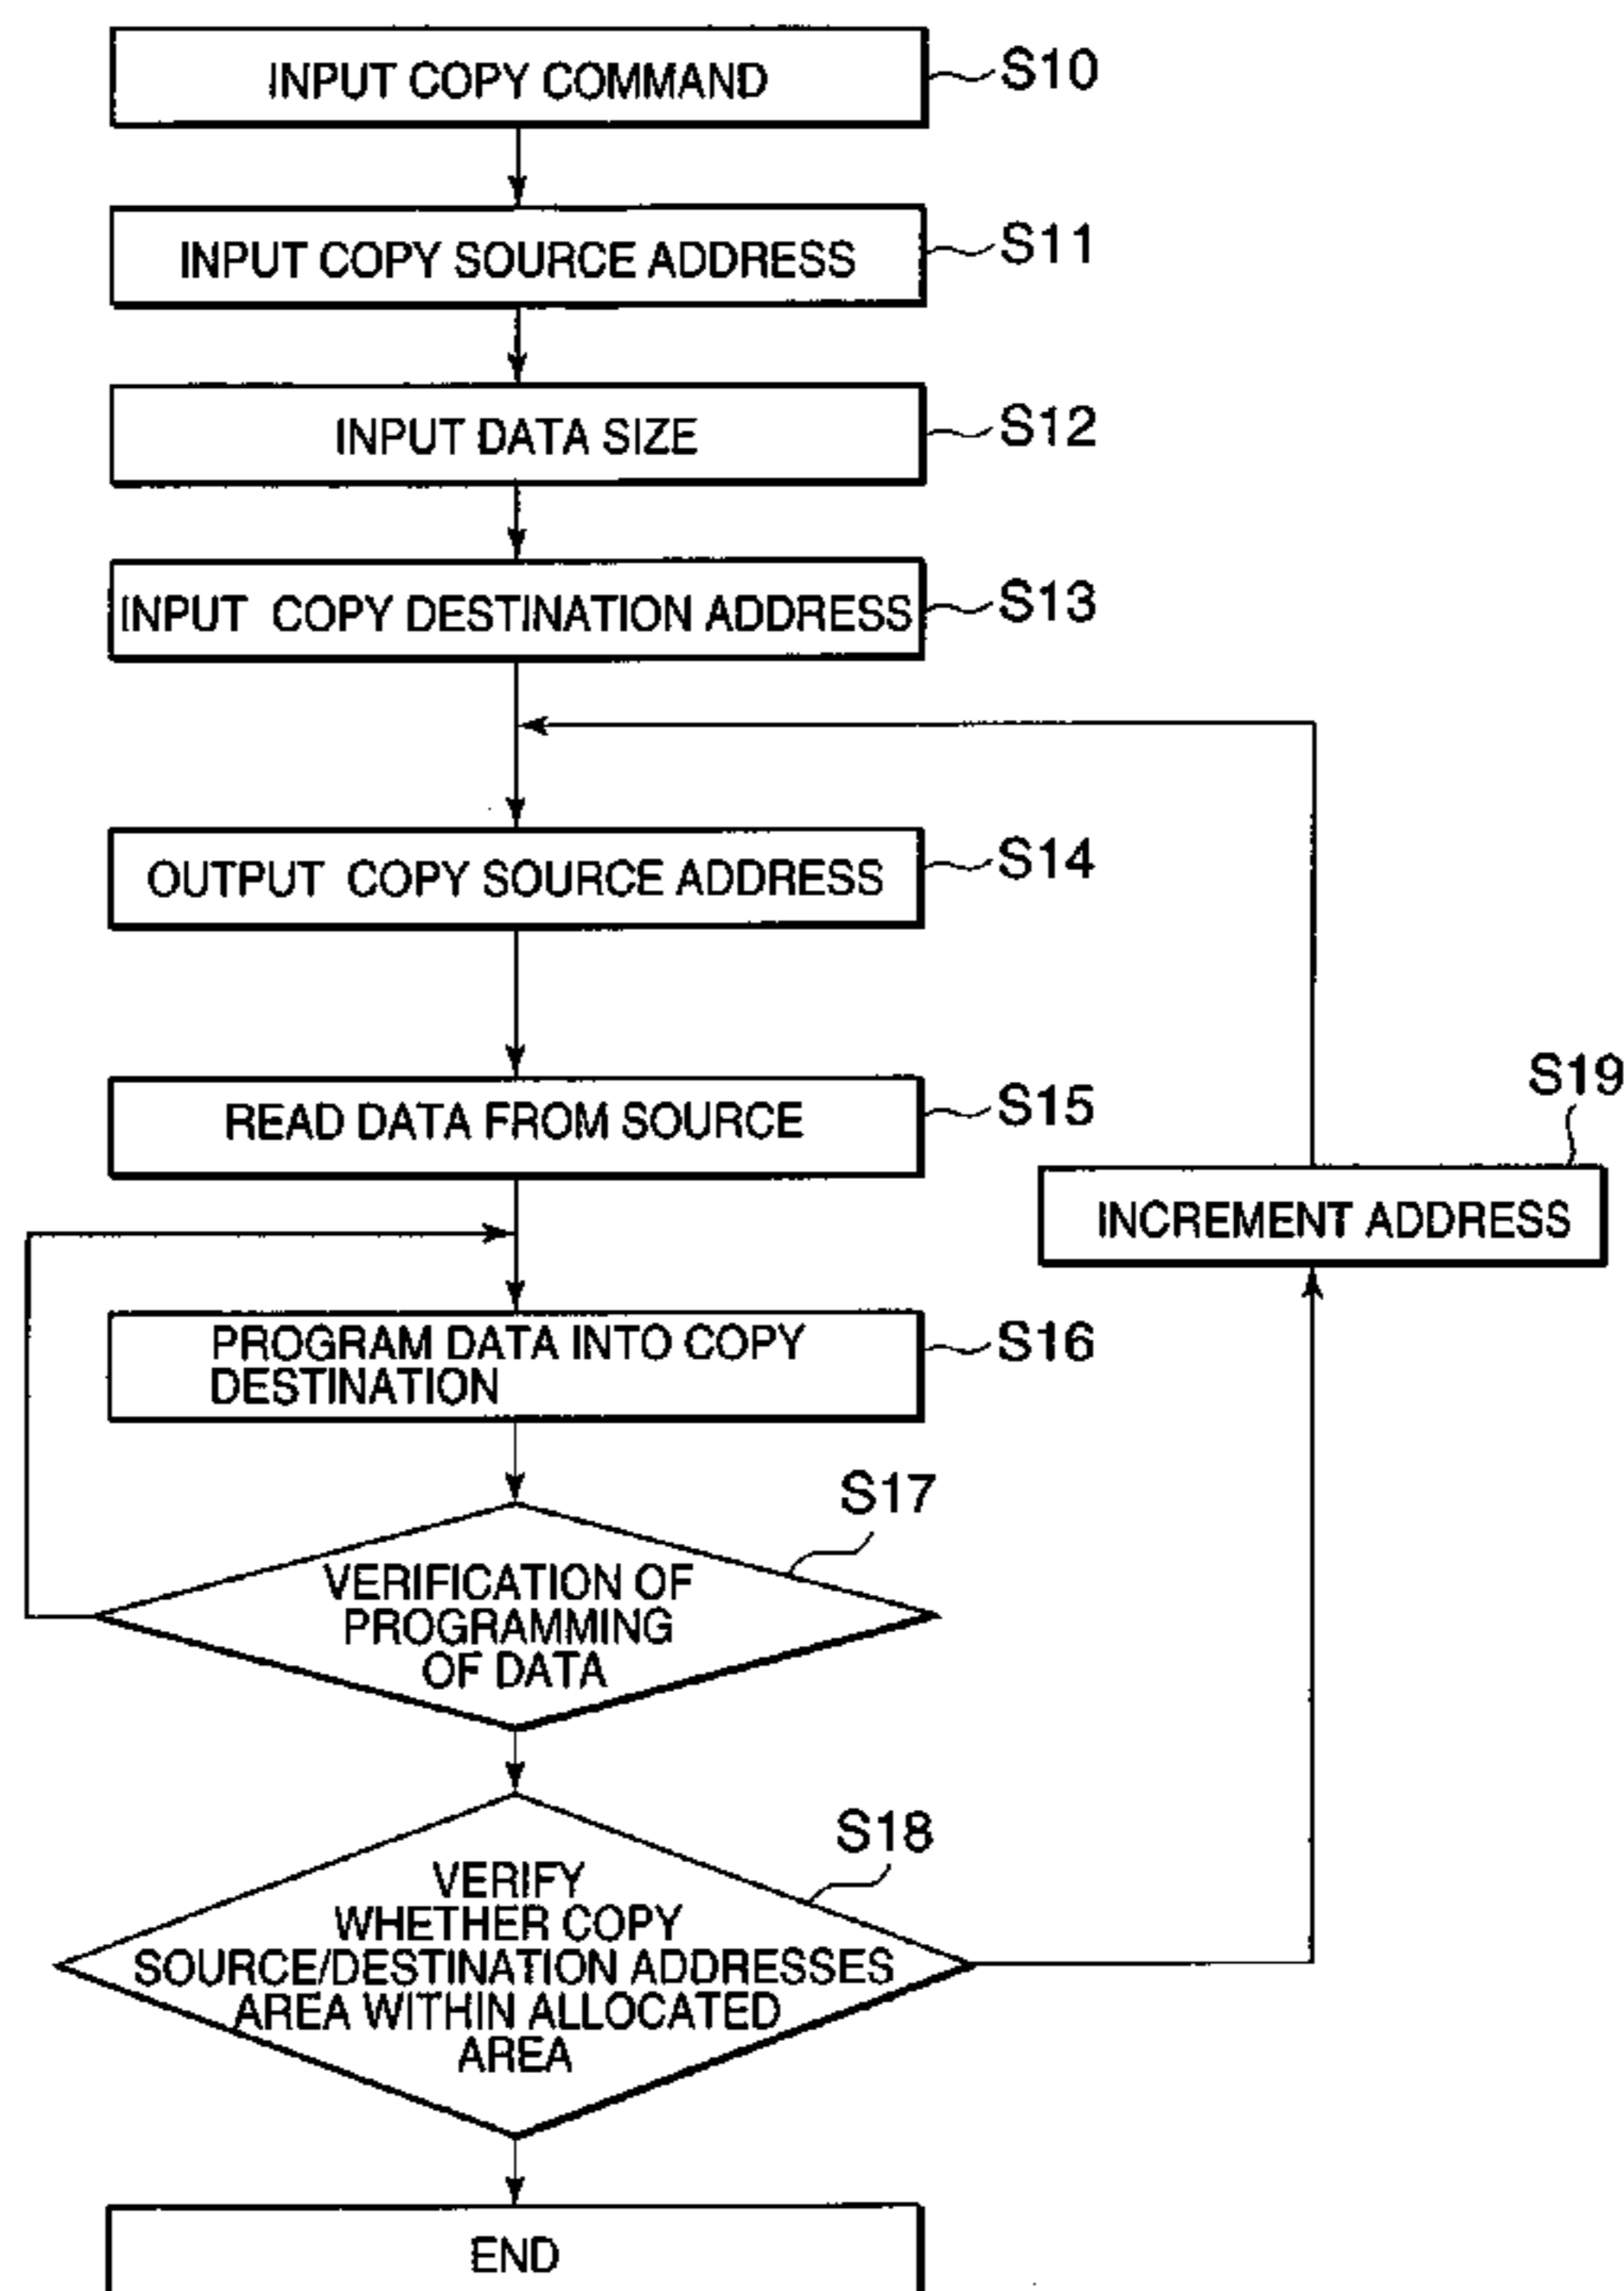 INPUT COPY COMMAND
S10
INPUT COPY SOURCE ADDRESS
S11
INPUT DATA SIZE
S12
INPUT COPY DESTINATION ADDRESS
S13
OUTPUT COPY SOURCE ADDRESS
S14
READ DATA FROM SOURCE
S15
S19
INCREMENT ADDRESS
PROGRAM DATA INTO COPY
DESTINATION
S16
S17
VERIFICATION OF
PROGRAMMING
OF DATA
S18
VERIFY
WHETHER COPY
SOURCE/DESTINATION ADDRESSES
AREA WITHIN ALLOCATED
AREA
END